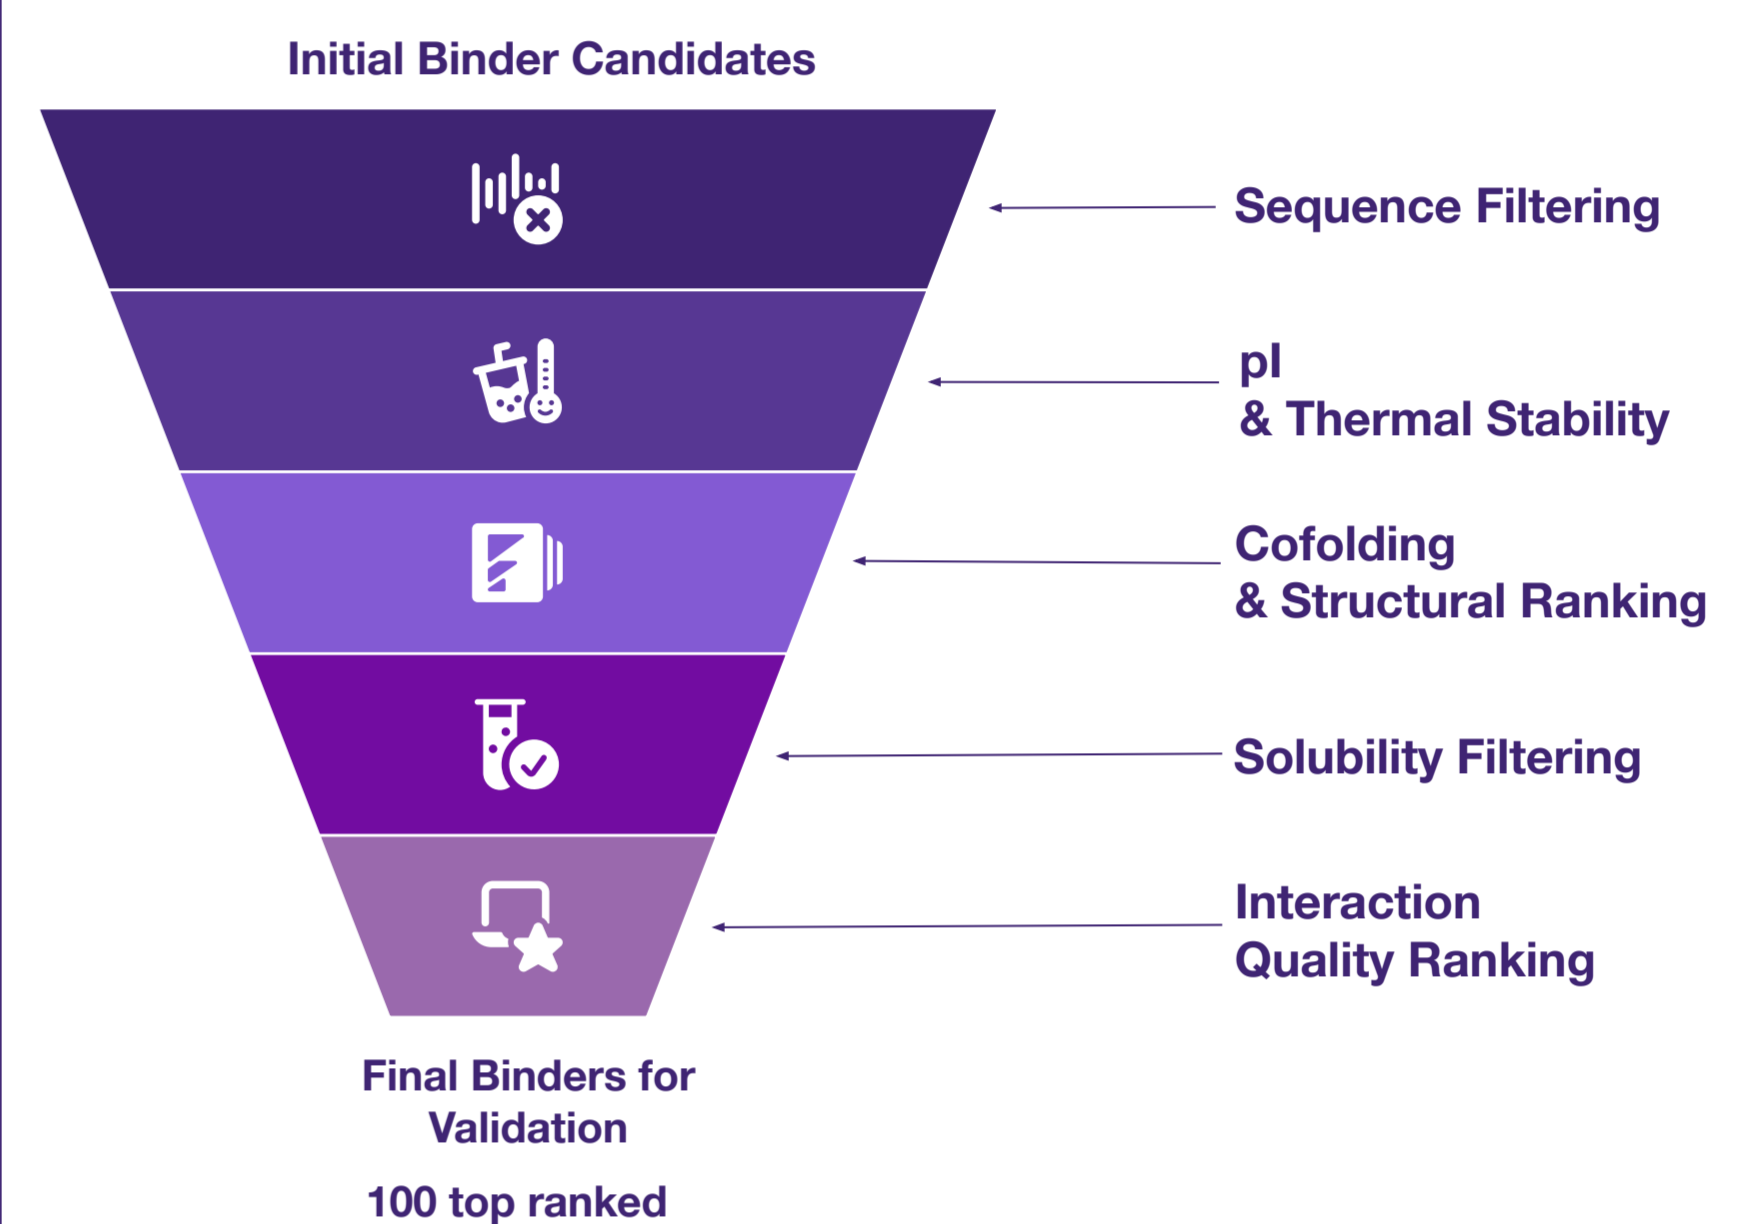 Initial Binder Candidates
Sequence Filtering
pI
& Thermal Stability
Cofolding
& Structural Ranking
Solubility Filtering
Interaction
Quality Ranking
Final Binders for
Validation
100 top ranked